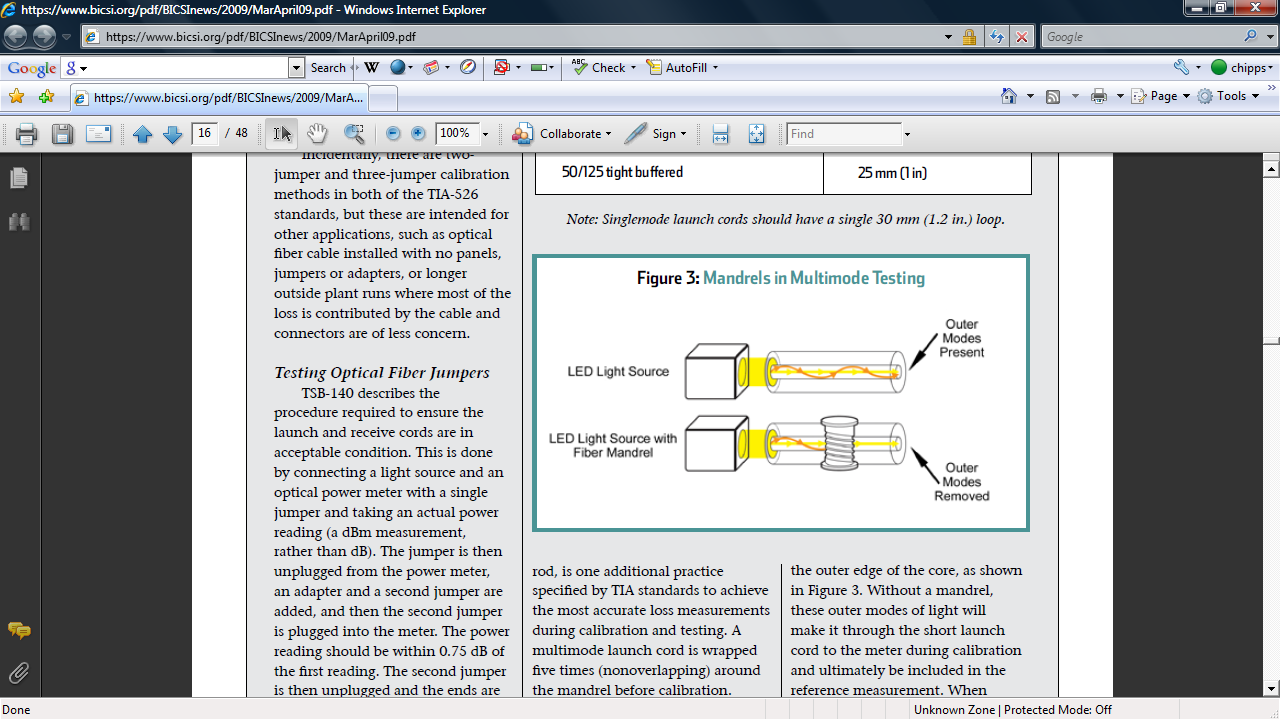 https://www.bicsi.org/pdf/BICSInews/2009/MarApril09.pdf - Windows Internet Explorer
https://www.bicsi.org/pdf/BICSInews/2009/MarApril09.pdf
Google
Google
Search
W
ABC
Check
AutoFill
chipps
https://www.bicsi.org/pdf/BICSInews/2009/MarA...
Page
Tools
16 / 48
100%
Collaborate
Sign
Find
Incidentally, there are two-
jumper and three-jumper calibration
methods in both of the TIA-526
standards, but these are intended for
other applications, such as optical
fiber cable installed with no panels,
jumpers or adapters, or longer
outside plant runs where most of the
loss is contributed by the cable and
connectors are of less concern.
Testing Optical Fiber Jumpers
TSB-140 describes the
procedure required to ensure the
launch and receive cords are in
acceptable condition. This is done
by connecting a light source and an
optical power meter with a single
jumper and taking an actual power
reading (a dBm measurement,
rather than dB). The jumper is then
unplugged from the power meter,
an adapter and a second jumper are
added, and then the second jumper
is plugged into the meter. The power
reading should be within 0.75 dB of
the first reading. The second jumper
is then unplugged and the ends are
50/125 tight buffered
25 mm (1 in)
Note: Singlemode launch cords should have a single 30 mm (1.2 in.) loop.
Figure 3: Mandrels in Multimode Testing
LED Light Source
Outer
Modes
Present
LED Light Source with
Fiber Mandrel
Outer
Modes
Removed
rod, is one additional practice
specified by TIA standards to achieve
the most accurate loss measurements
during calibration and testing. A
multimode launch cord is wrapped
five times (nonoverlapping) around
the mandrel before calibration.
the outer edge of the core, as shown
in Figure 3. Without a mandrel,
these outer modes of light will
make it through the short launch
cord to the meter during calibration
and ultimately be included in the
reference measurement. When
Done
Unknown Zone | Protected Mode: Off